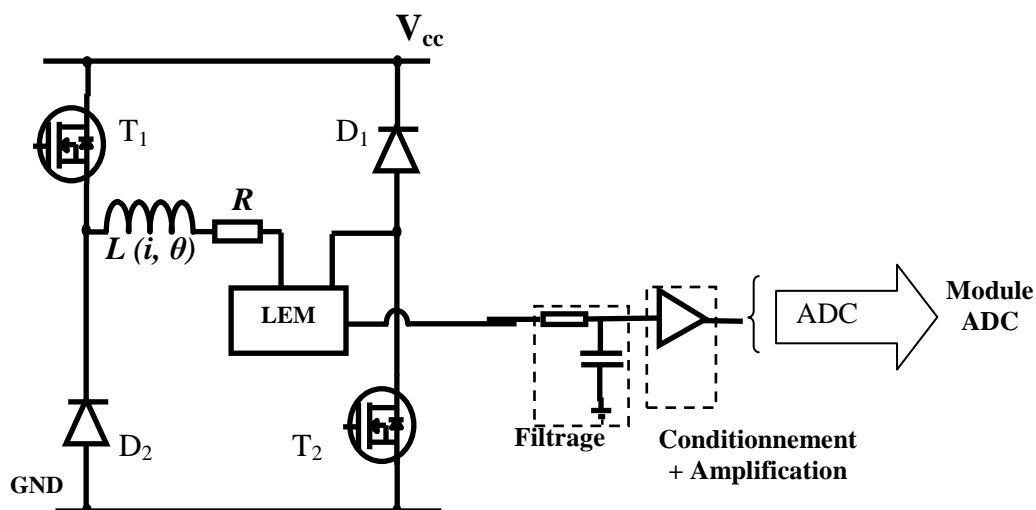 Vcc
T1
D1
R
L (i, θ)
LEM
ADC
Module
ADC
D2
T2
Filtrage
Conditionnement
+ Amplification
GND